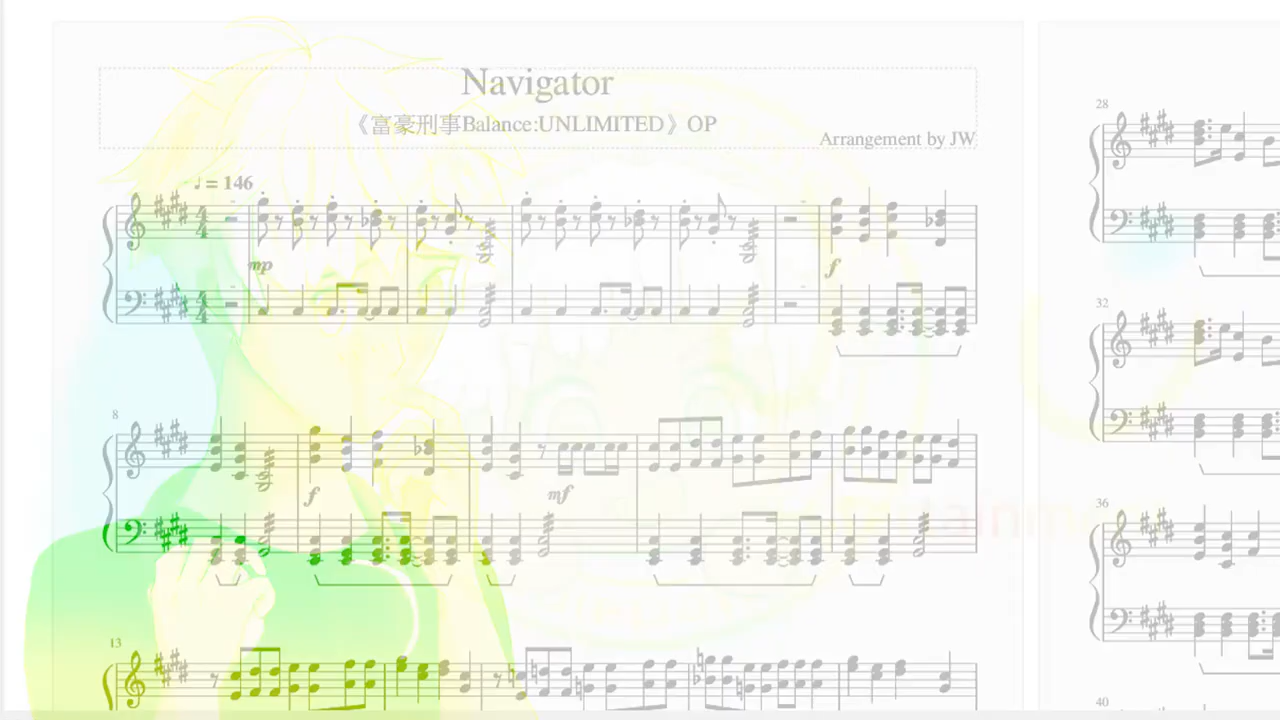 Navigator
《富豪刑事Balance:UNLIMITED》OP
Arrangement by JW
♩ = 146
mp
f
8
f
mf
13
28
32
36
40